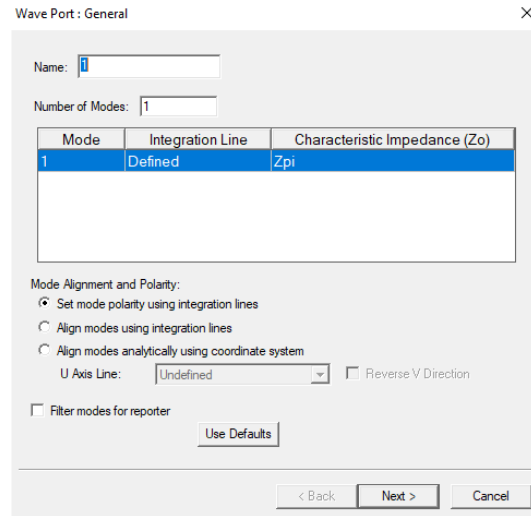 Wave Port : General
Name: 1
Number of Modes: 1
Mode Integration Line Characteristic Impedance (Zo)
1 Defined Zpi
Mode Alignment and Polarity:
Set mode polarity using integration lines
Align modes using integration lines
Align modes analytically using coordinate system
U Axis Line: Undefined Reverse V Direction
Filter modes for reporter
Use Defaults
< Back Next > Cancel